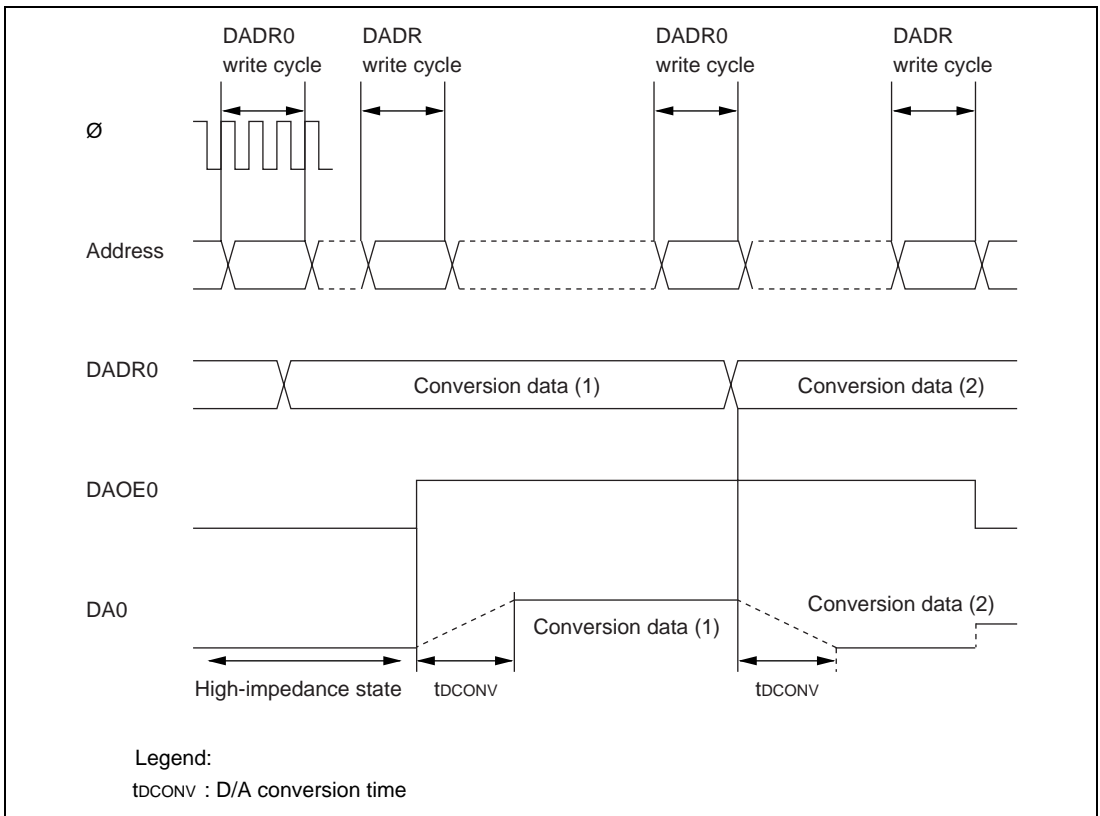 DADR0 DADR DADR0 DADR
write cycle write cycle write cycle write cycle
Ø
Address
DADR0 Conversion data (1) Conversion data (2)
DAOE0
DA0 Conversion data (1) Conversion data (2)
High-impedance state tDCONV tDCONV
Legend:
tDCONV : D/A conversion time